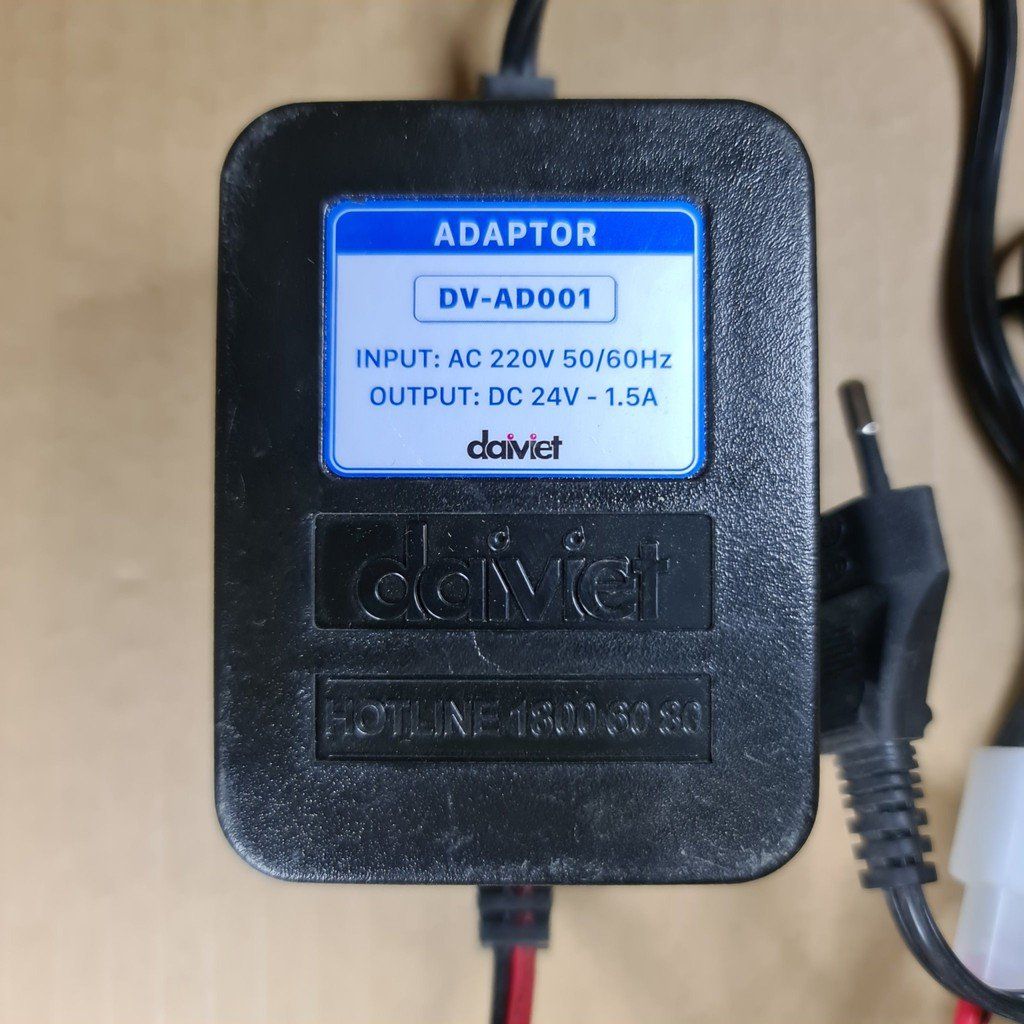 ADAPTOR
DV-AD001
INPUT: AC 220V 50/60Hz
OUTPUT: DC 24V - 1.5A
daiviet
daiviet
HOTLINE 1800 60 80